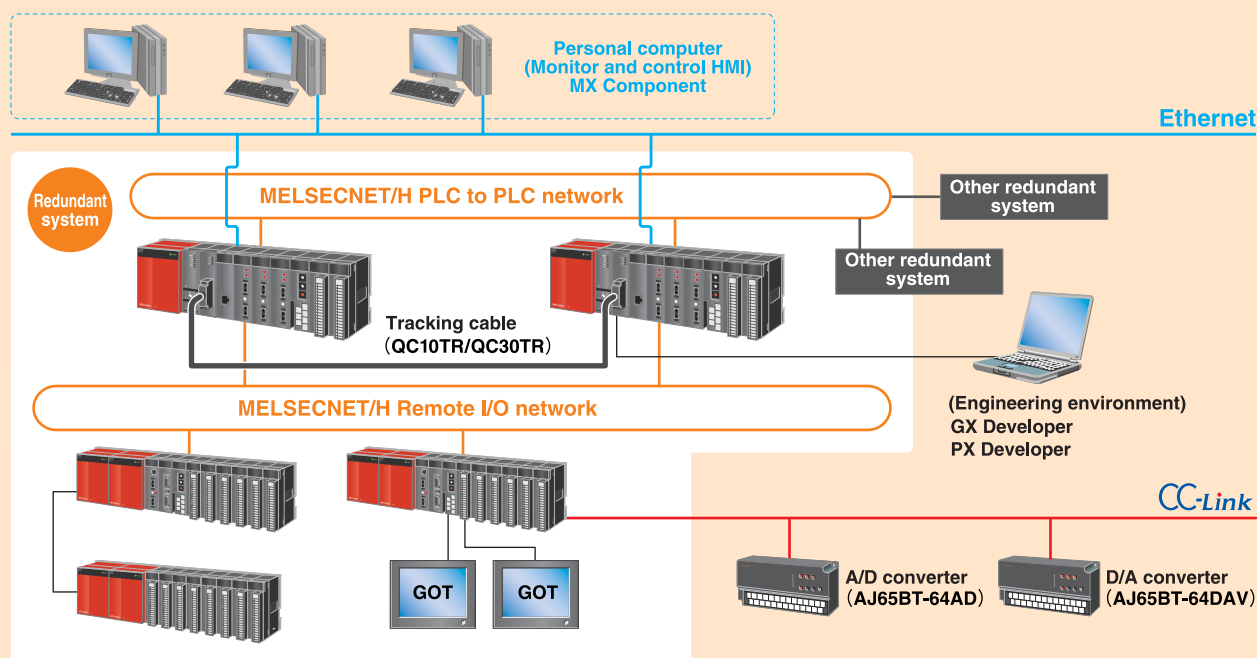 Personal computer
(Monitor and control HMI)
MX Component
Ethernet
Redundant
system
MELSECNET/H PLC to PLC network
Other redundant
system
Other redundant
system
Tracking cable
(QC10TR/QC30TR)
MELSECNET/H Remote I/O network
(Engineering environment)
GX Developer
PX Developer
CC-Link
GOT
GOT
A/D converter
(AJ65BT-64AD)
D/A converter
(AJ65BT-64DAV)